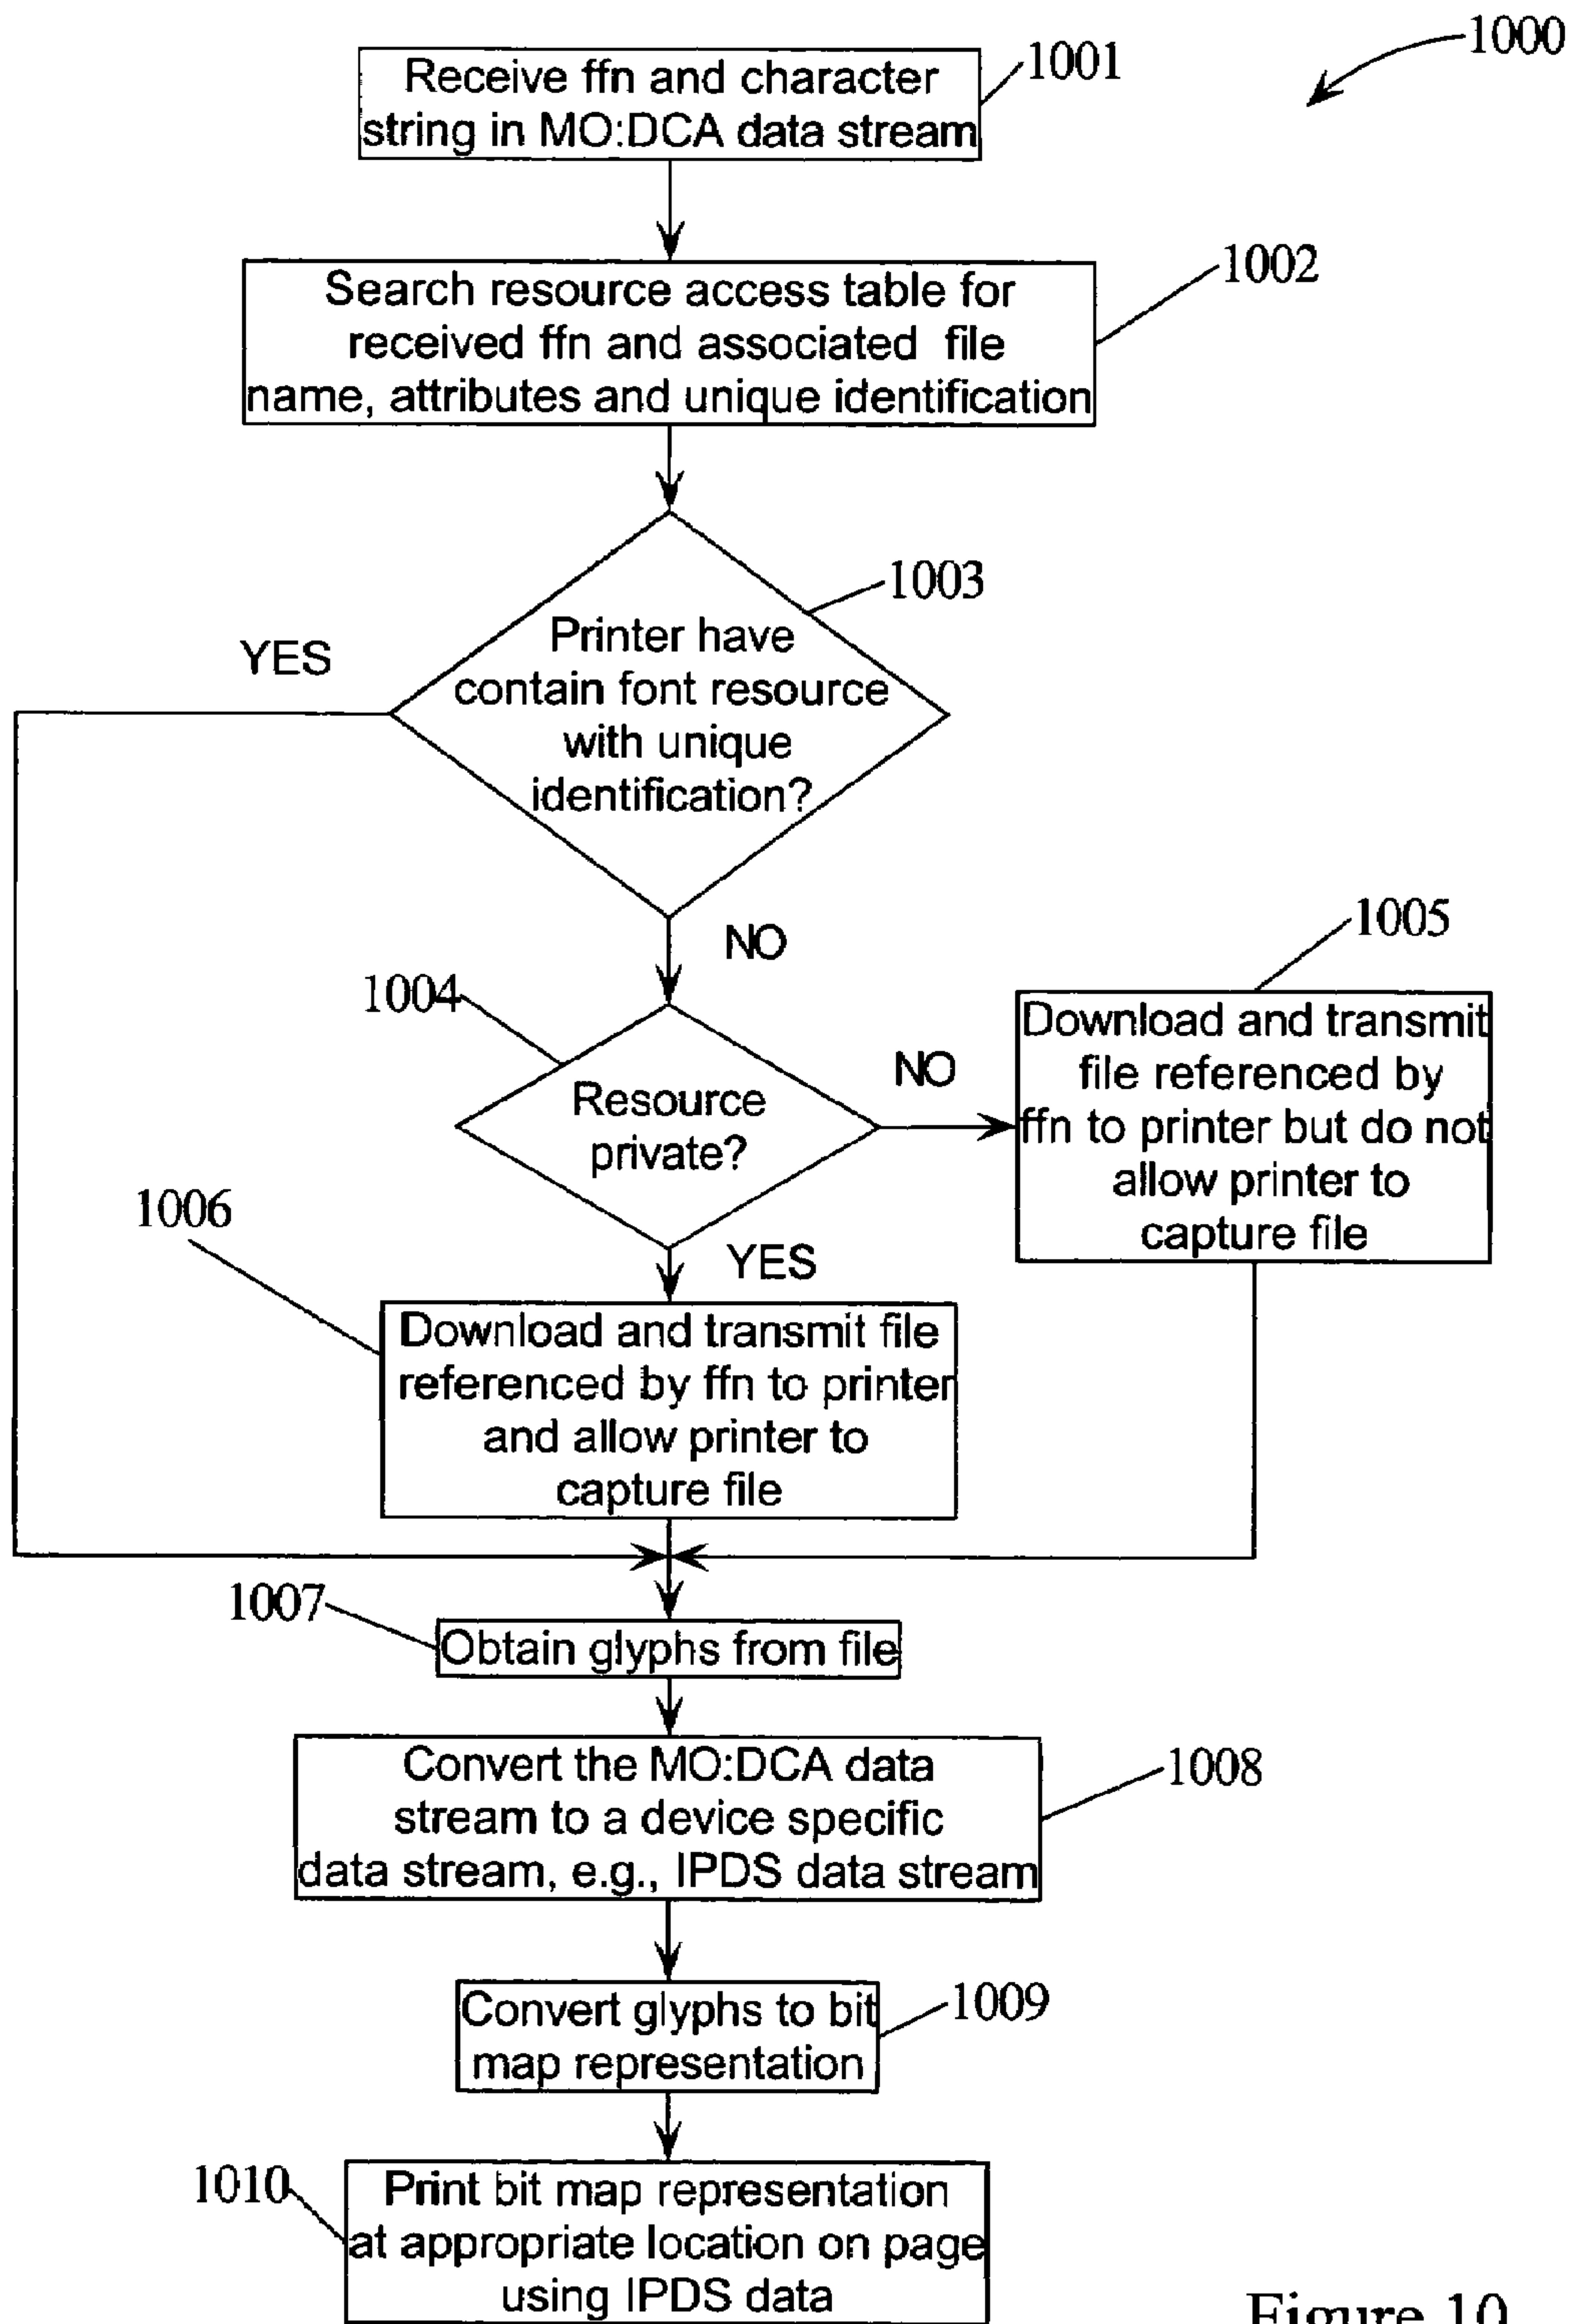 1000
Receive ffn and character
string in MO:DCA data stream
1001
Search resource access table for
received ffn and associated file
name, attributes and unique identification
1002
Printer have
contain font resource
with unique
identification?
1003
YES
NO
1004
Resource
private?
NO
1005
Download and transmit
file referenced by
ffn to printer but do not
allow printer to
capture file
YES
1006
Download and transmit file
referenced by ffn to printer
and allow printer to
capture file
1007
Obtain glyphs from file
Convert the MO:DCA data
stream to a device specific
data stream, e.g., IPDS data stream
1008
Convert glyphs to bit
map representation
1009
1010
Print bit map representation
at appropriate location on page
using IPDS data
Figure 10